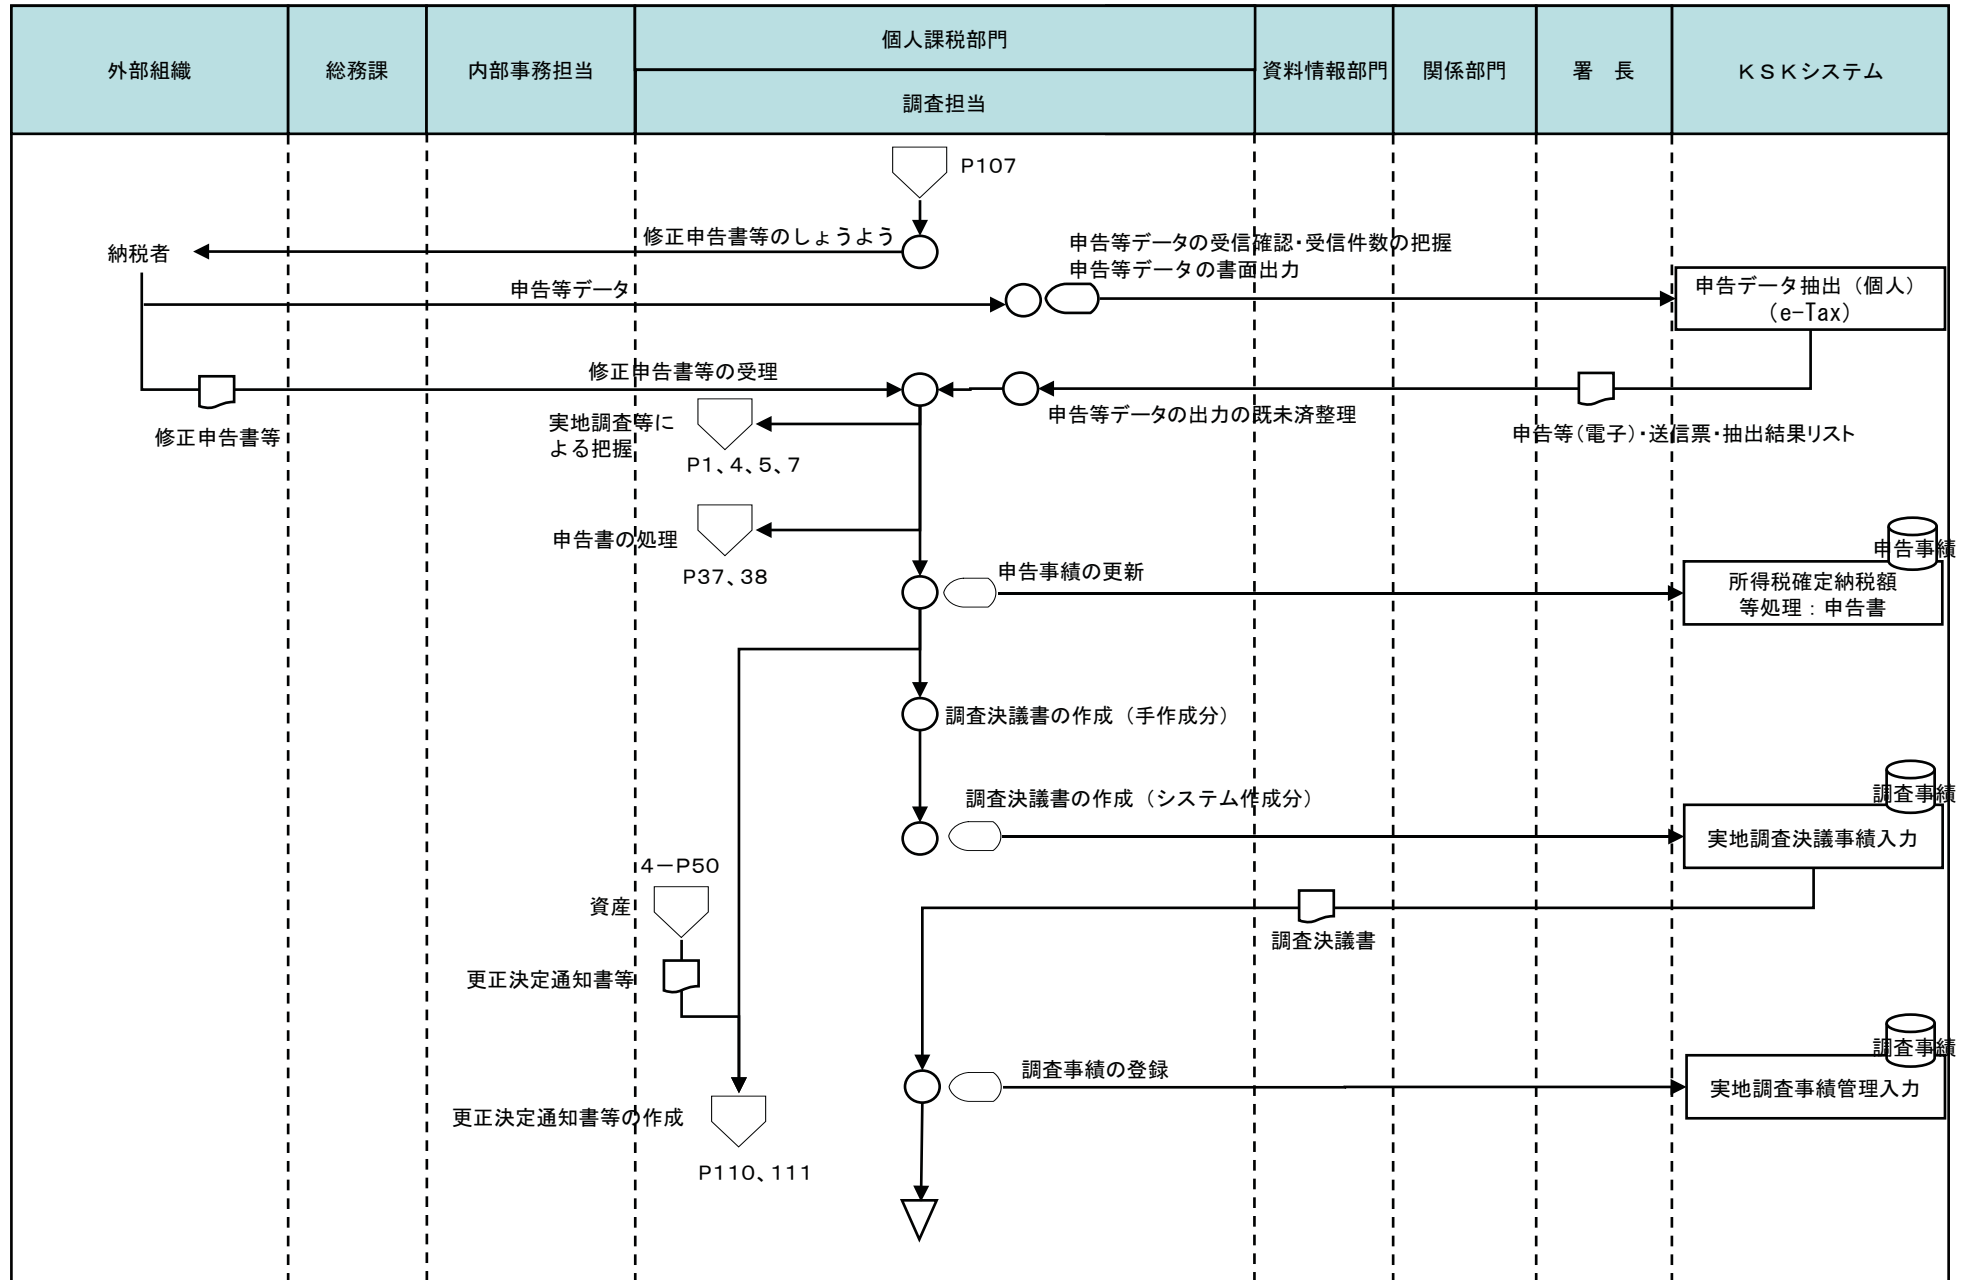 外部組織
総務課
内部事務担当
個人課税部門
調査担当
資料情報部門
関係部門
署　長
ＫＳＫシステム
P107
修正申告書等のしょうよう
納税者
申告等データの受信確認・受信件数の把握
申告等データの書面出力
申告等データ
申告データ抽出（個人）
（e-Tax）
修正申告書等の受理
修正申告書等
実地調査等に
よる把握
P1、4、5、7
申告等データの出力の既未済整理
申告等(電子)・送信票・抽出結果リスト
申告書の処理
P37、38
申告事績
申告事績の更新
所得税確定納税額
等処理：申告書
調査決議書の作成（手作成分）
調査決議書の作成（システム作成分）
調査事績
実地調査決議事績入力
4－P50
資産
調査決議書
更正決定通知書等
調査事績
調査事績の登録
実地調査事績管理入力
更正決定通知書等の作成
P110、111